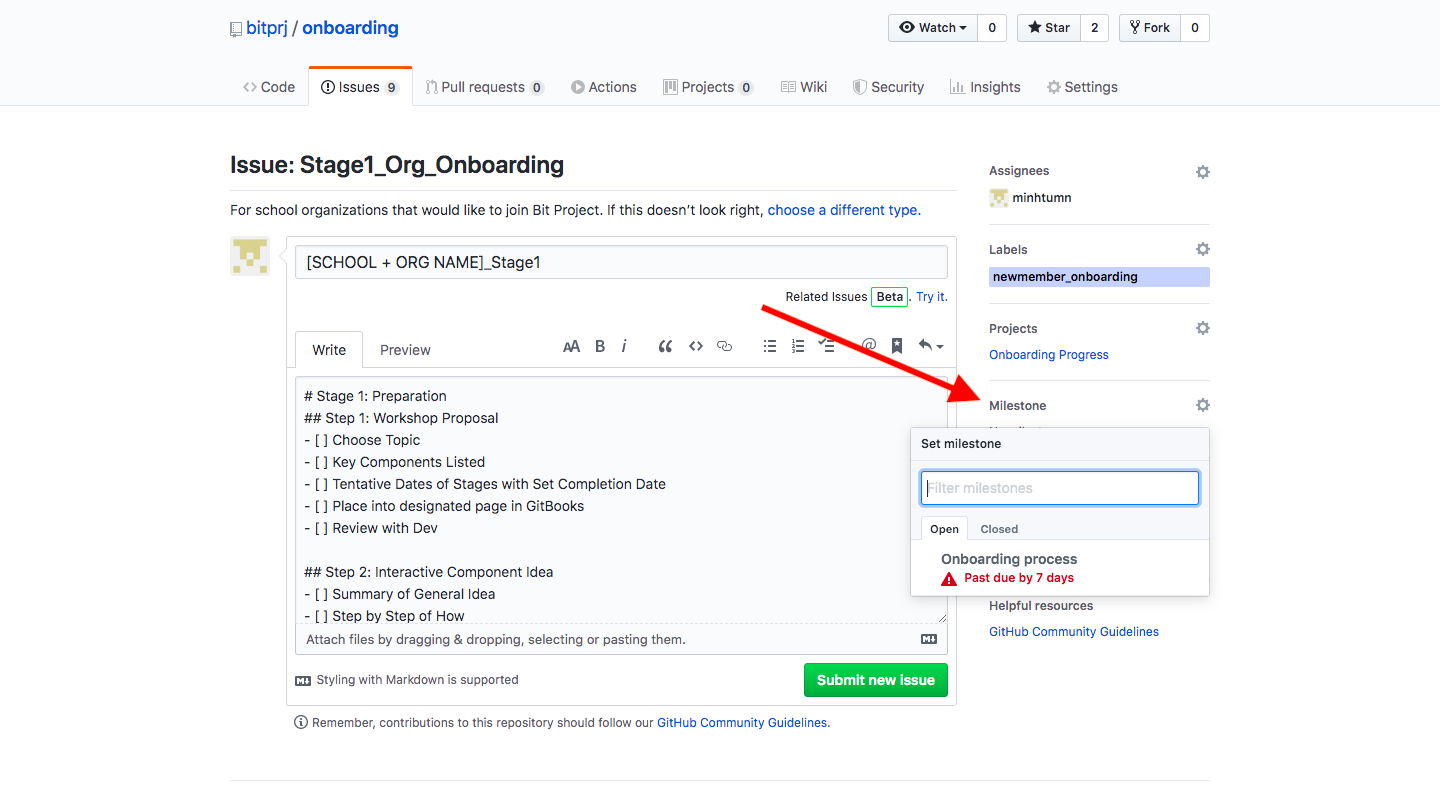 bitprj / onboarding
Watch 0 Star 2 Fork 0
Code Issues 9 Pull requests 0 Actions Projects 0 Wiki Security Insights Settings
Issue: Stage1_Org_Onboarding
For school organizations that would like to join Bit Project. If this doesn't look right, choose a different type.
[SCHOOL + ORG NAME]_Stage1
Related Issues Beta. Try it.
Write Preview
# Stage 1: Preparation
## Step 1: Workshop Proposal
- [ ] Choose Topic
- [ ] Key Components Listed
- [ ] Tentative Dates of Stages with Set Completion Date
- [ ] Place into designated page in GitBooks
- [ ] Review with Dev
## Step 2: Interactive Component Idea
- [ ] Summary of General Idea
- [ ] Step by Step of How
Attach files by dragging & dropping, selecting or pasting them.
Styling with Markdown is supported
Submit new issue
Remember, contributions to this repository should follow our GitHub Community Guidelines.
Assignees
minhtumn
Labels
newmember_onboarding
Projects
Onboarding Progress
Milestone
Set milestone
Filter milestones
Open Closed
Onboarding process
Past due by 7 days
Helpful resources
GitHub Community Guidelines